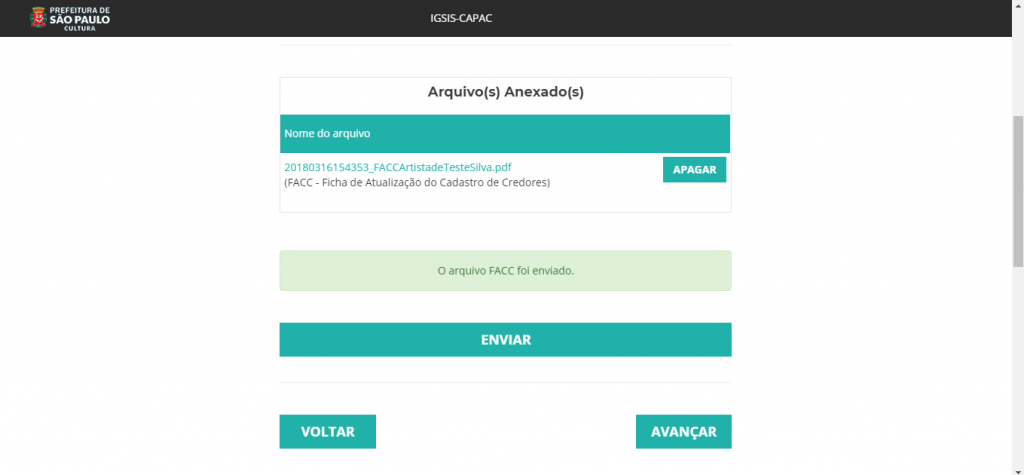 PREFEITURA DE
SÃO PAULO
CULTURA
IGSIS-CAPAC
Arquivo(s) Anexado(s)
Nome do arquivo
20180316154353_FACCArtistadeTesteSilva.pdf
APAGAR
(FACC - Ficha de Atualização do Cadastro de Credores)
O arquivo FACC foi enviado.
ENVIAR
VOLTAR
AVANÇAR